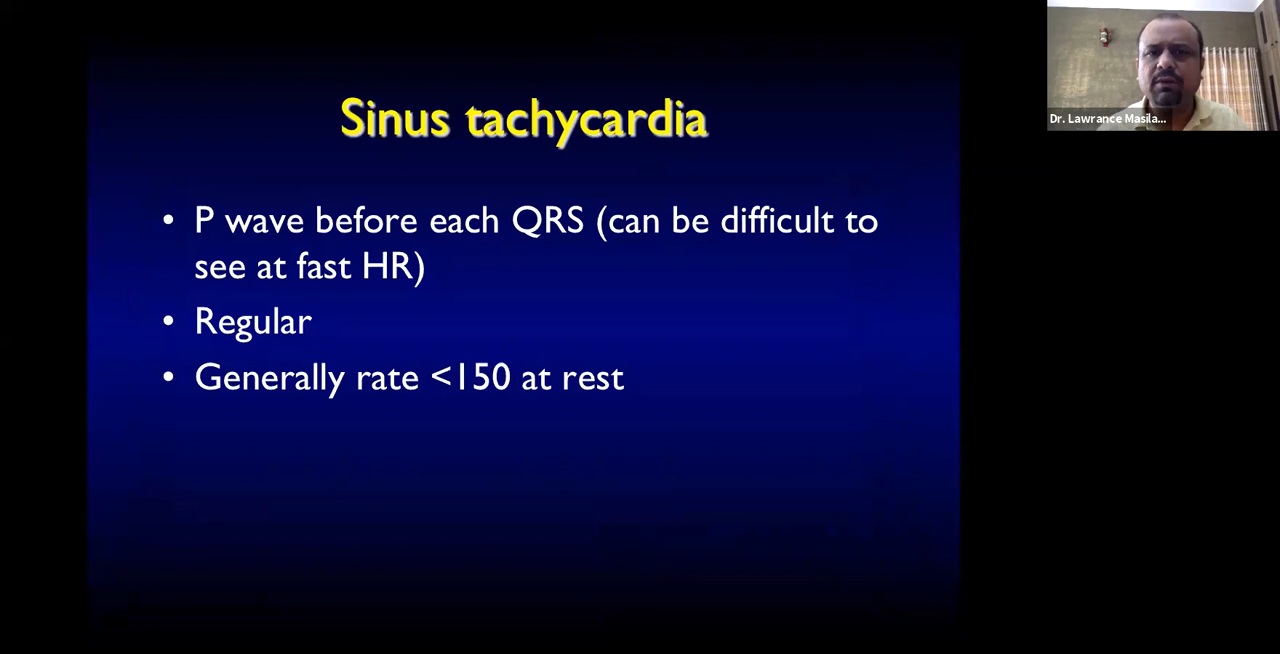 Sinus tachycardia
• P wave before each QRS (can be difficult to
see at fast HR)
• Regular
• Generally rate <150 at rest
Dr. Lawrance Masila...